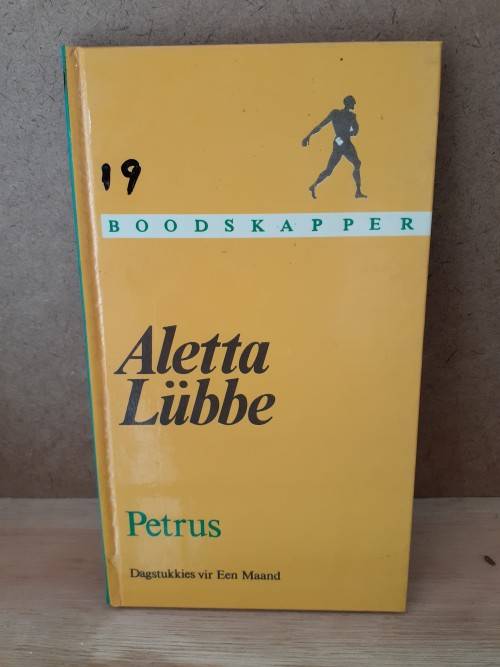 19
BOODSKAPPER
Aletta
Lübbe
Petrus
Dagstukkies vir Een Maand